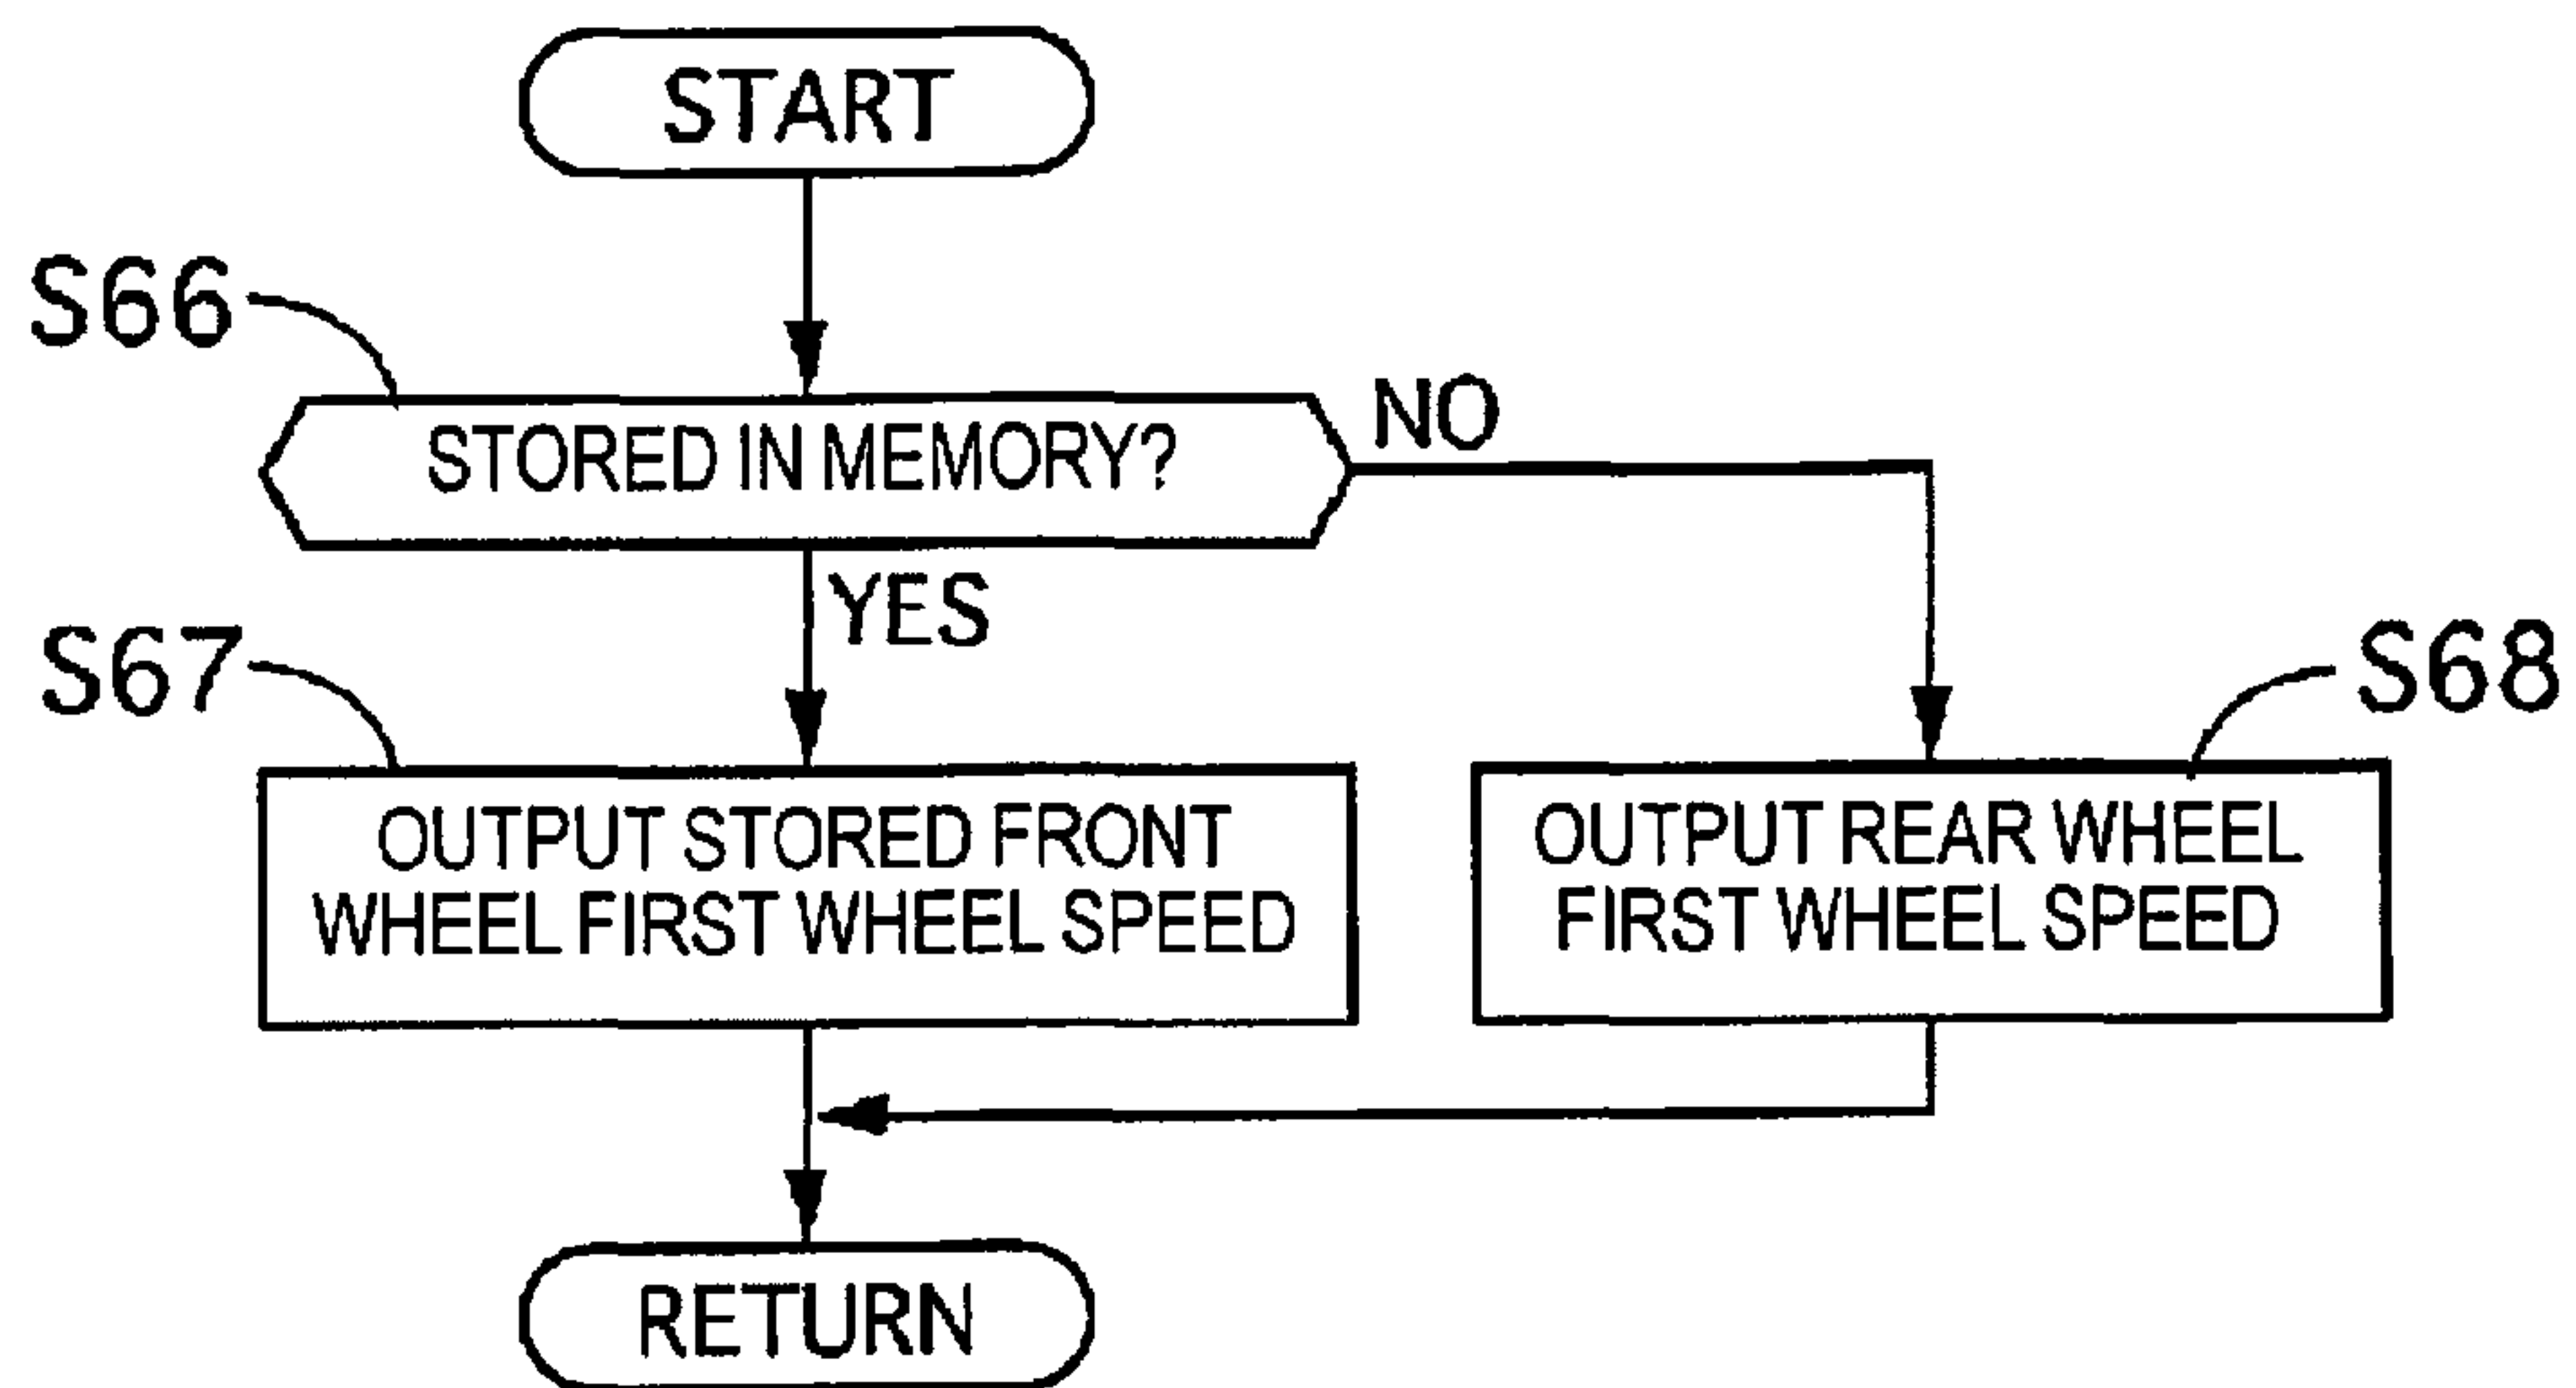 START
S66
STORED IN MEMORY?
NO
YES
S67
S68
OUTPUT STORED FRONT
WHEEL FIRST WHEEL SPEED
OUTPUT REAR WHEEL
FIRST WHEEL SPEED
RETURN